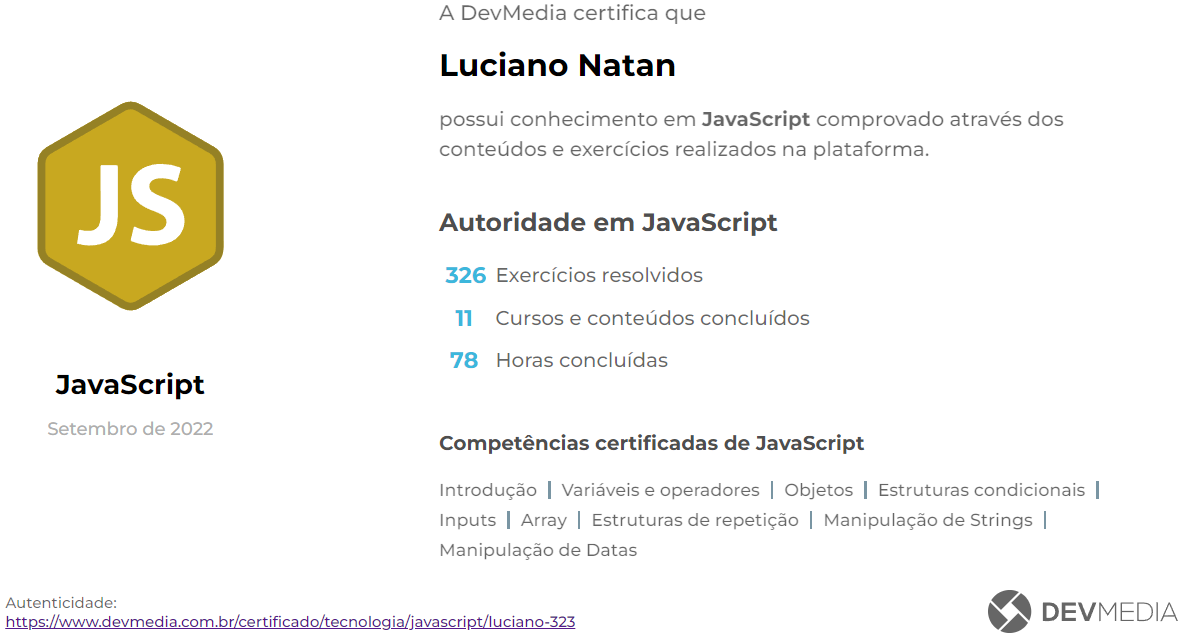 A DevMedia certifica que
Luciano Natan
possui conhecimento em JavaScript comprovado através dos
conteúdos e exercícios realizados na plataforma.
JS
Autoridade em JavaScript
326 Exercícios resolvidos
11 Cursos e conteúdos concluídos
78 Horas concluídas
JavaScript
Setembro de 2022
Competências certificadas de JavaScript
Introdução | Variáveis e operadores | Objetos | Estruturas condicionais |
Inputs | Array | Estruturas de repetição | Manipulação de Strings |
Manipulação de Datas
Autenticidade:
https://www.devmedia.com.br/certificado/tecnologia/javascript/luciano-323
DEVMEDIA